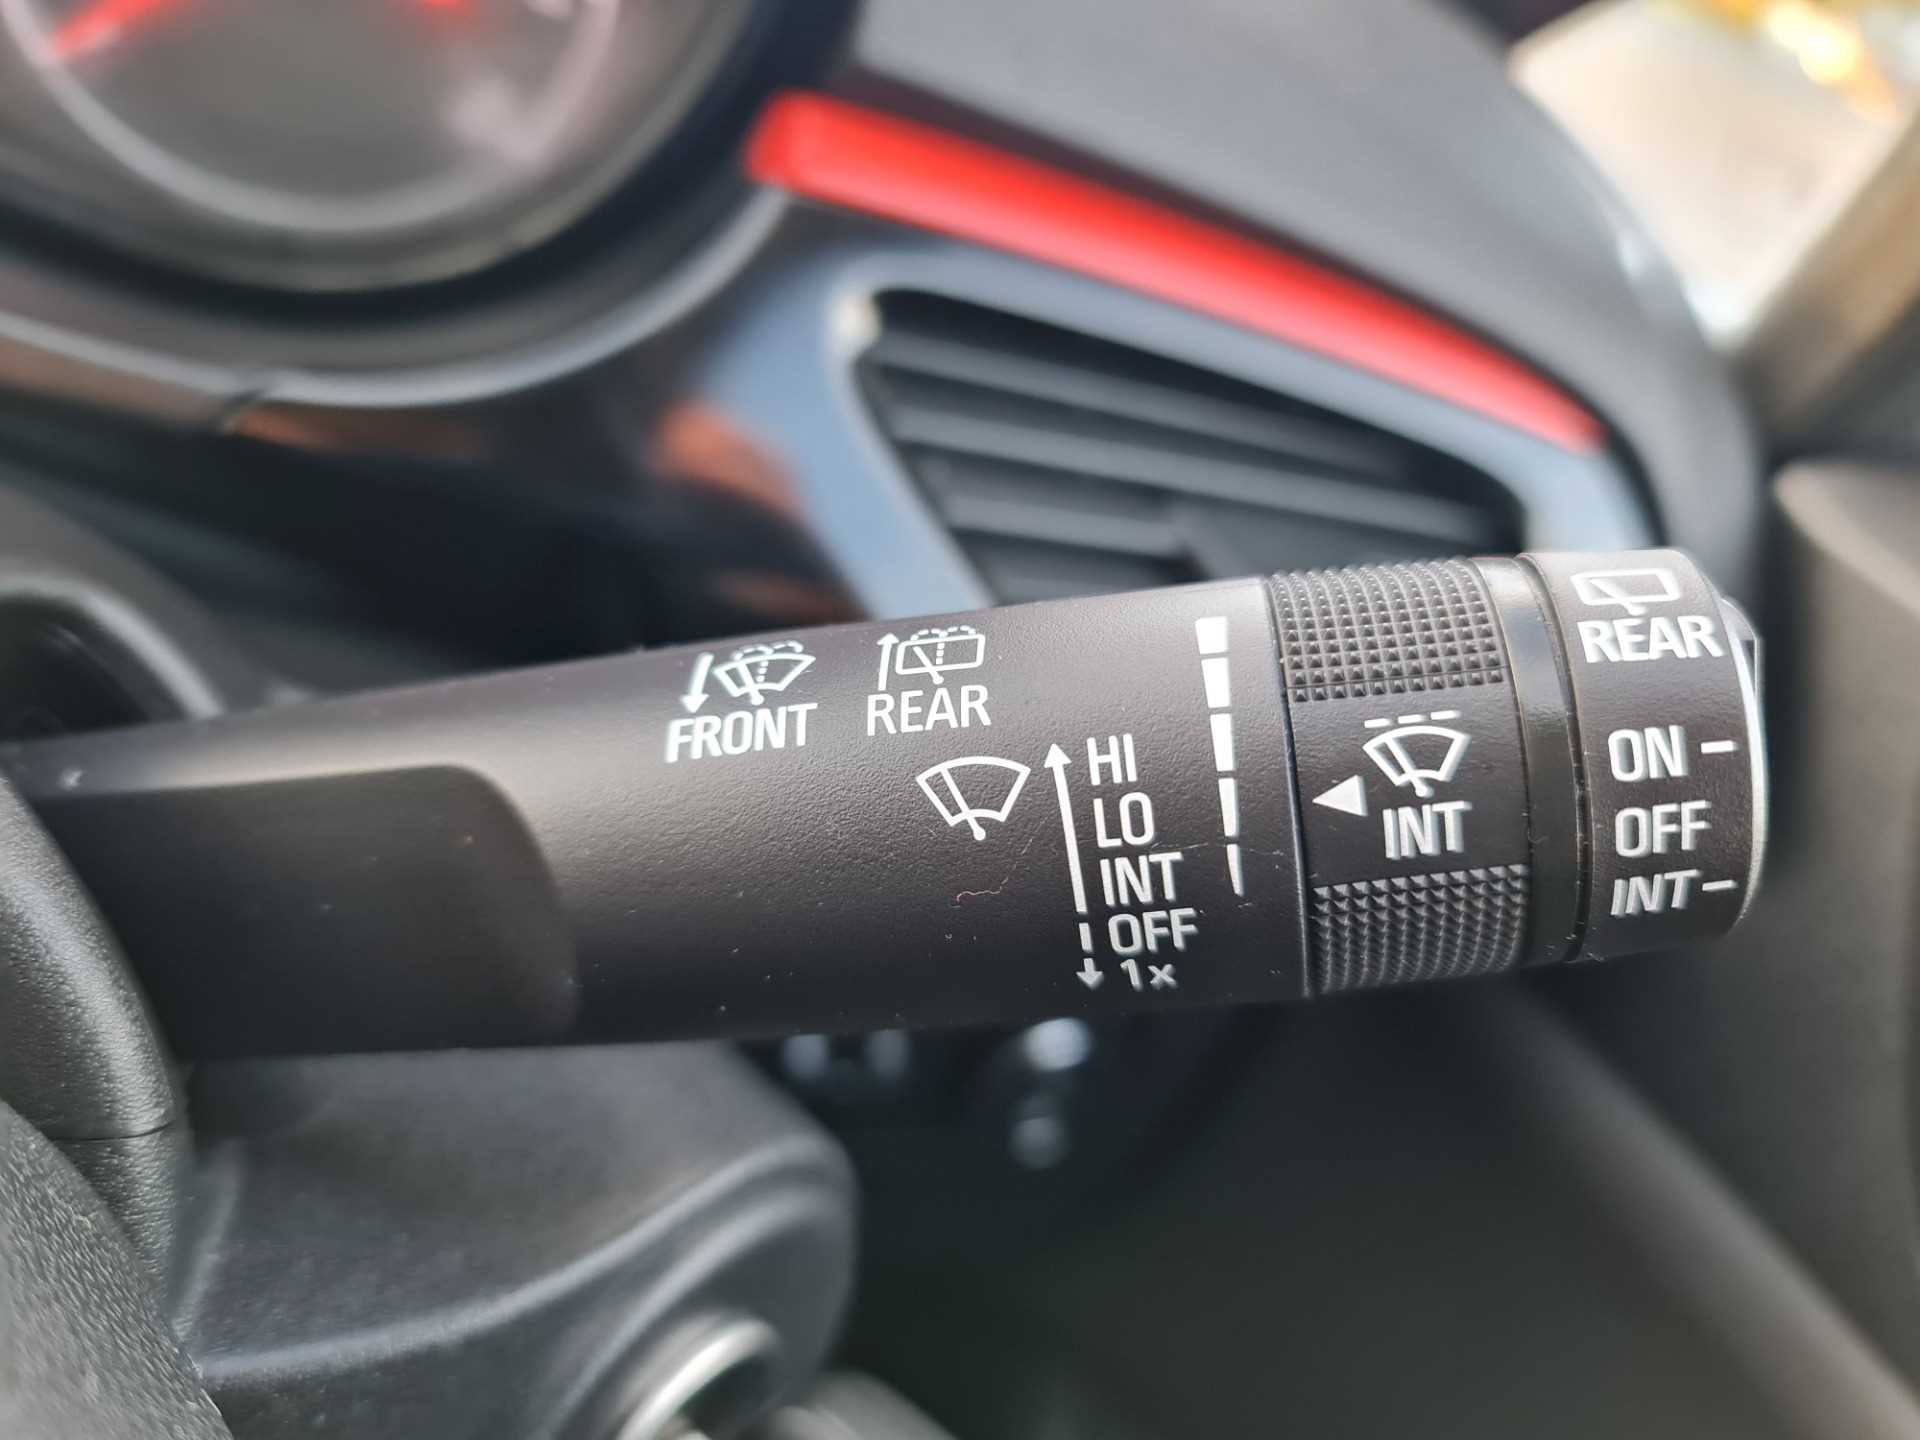 FRONT
REAR
HI
LO
INT
OFF
1x
INT
REAR
ON
OFF
INT